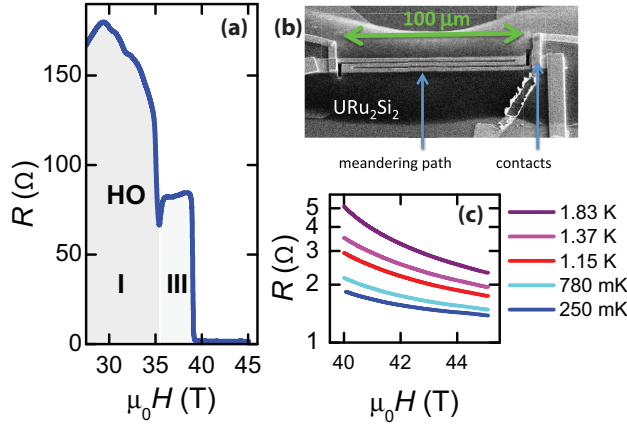 (a)
R (Ω)
150
100
50
0
HO
I
III
30
35
40
45
μ₀H (T)
(b)
100 μm
URu₂Si₂
meandering path
contacts
(c)
R (Ω)
5
4
3
2
1
40
42
44
μ₀H (T)
1.83 K
1.37 K
1.15 K
780 mK
250 mK